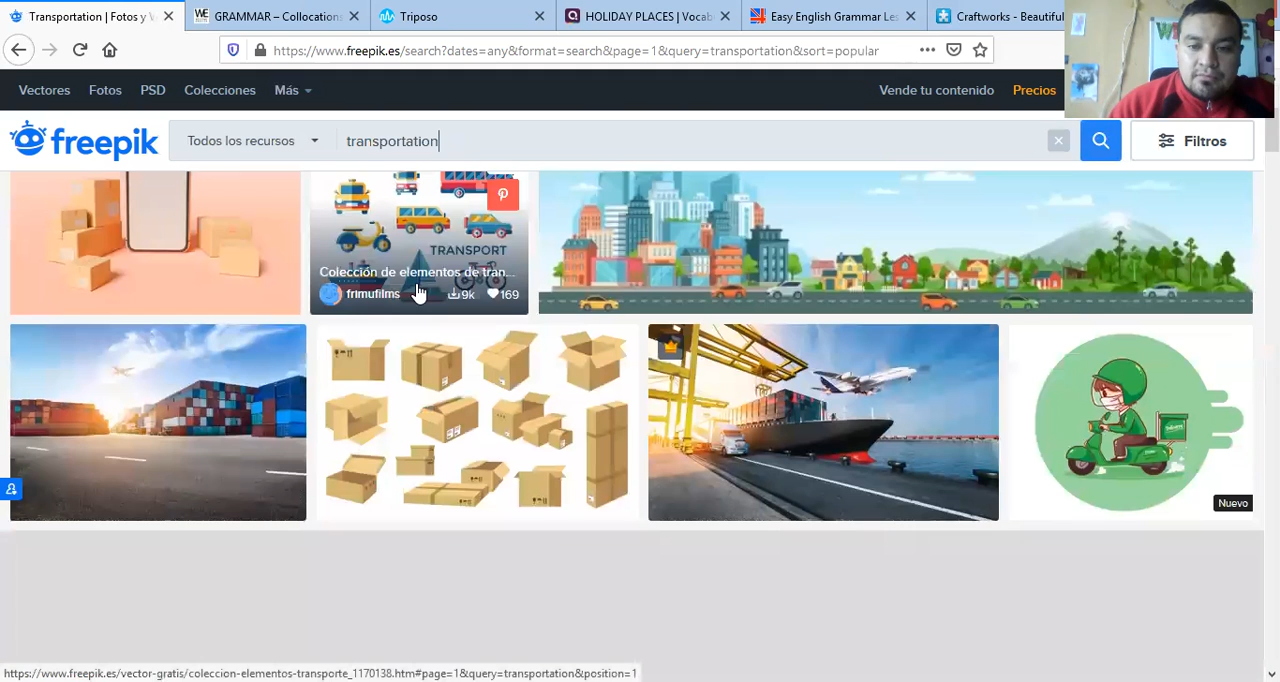 Transportation | Fotos y V
GRAMMAR – Collocations
Triposo
HOLIDAY PLACES | Vocab
Easy English Grammar Les
Craftworks - Beautiful
https://www.freepik.es/search?dates=any&format=search&page=1&query=transportation&sort=popular
Vectores Fotos PSD Colecciones Más
Vende tu contenido Precios
freepik
Todos los recursos
transportation
Filtros
TRANSPORT
Colección de elementos de tran...
Trimufilms 9k 169
Nuevo
https://www.freepik.es/vector-gratis/coleccion-elementos-transporte_1170138.htm#page=1&query=transportation&position=1